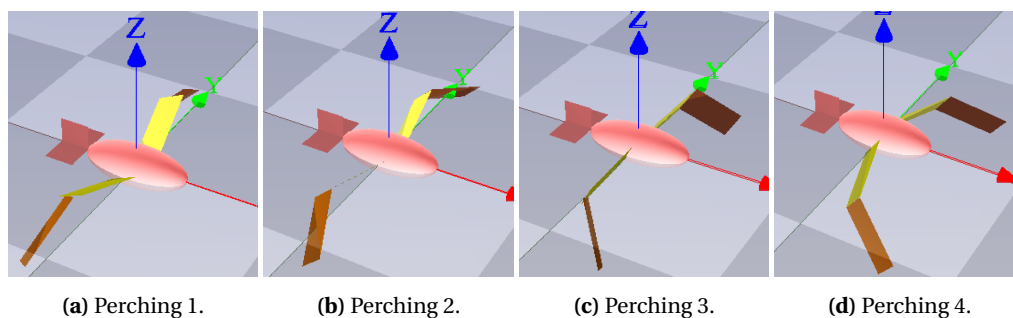 Z Y
Z Y
Z Y
Z Y
(a) Perching 1.
(b) Perching 2.
(c) Perching 3.
(d) Perching 4.